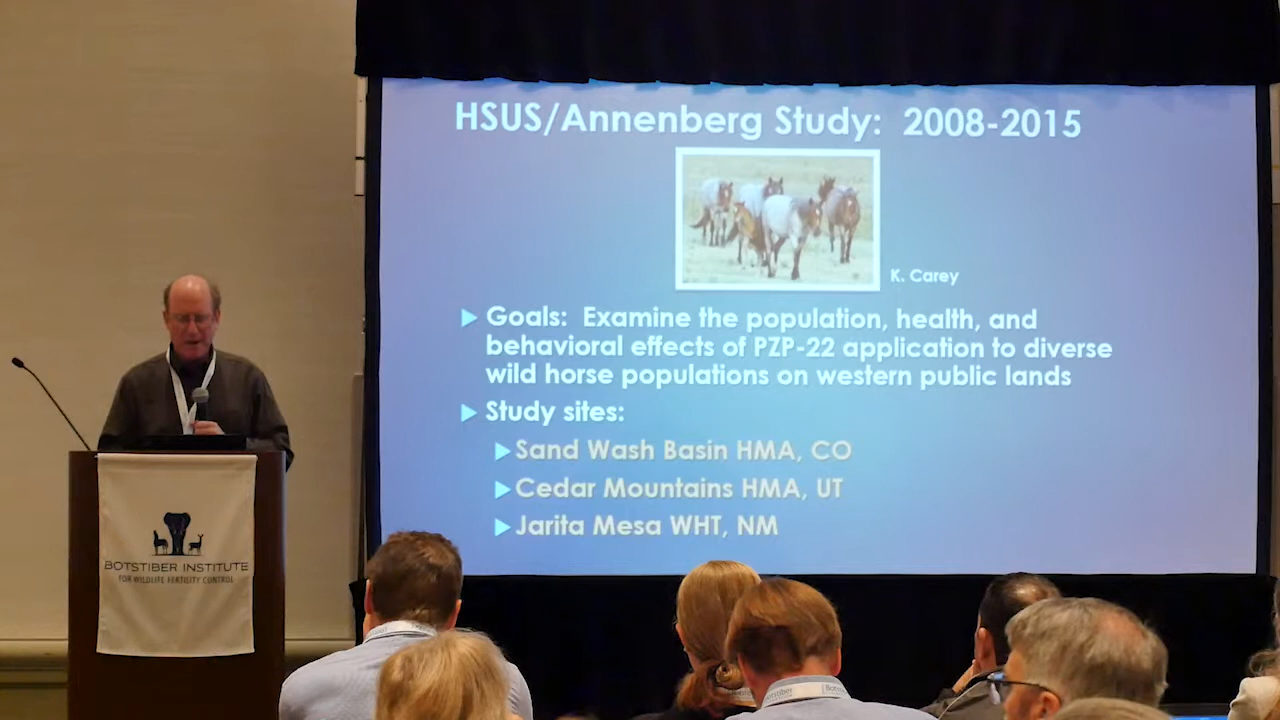 HSUS/Annenberg Study: 2008-2015
K. Carey
Goals: Examine the population, health, and
behavioral effects of PZP-22 application to diverse
wild horse populations on western public lands
Study sites:
Sand Wash Basin HMA, CO
Cedar Mountains HMA, UT
Jarita Mesa WHT, NM
BOTSTIBER INSTITUTE
FOR WILDLIFE FERTILITY CONTROL
BOTSTIBER